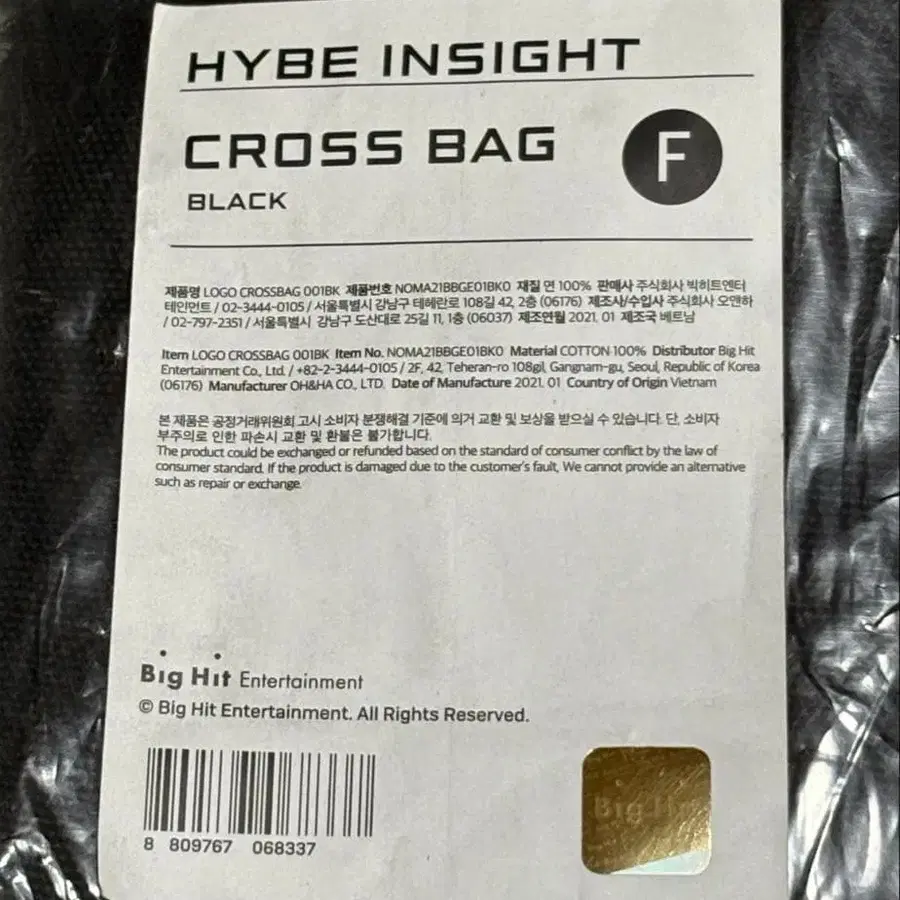 HYBE INSIGHT
CROSS BAG
F
BLACK
제품명 LOGO CROSSBAG 001BK 제품번호 NOMA21BBGE01BK0 재질 면 100% 판매사 주식회사 빅히트엔터
테인먼트 / 02-3444-0105 / 서울특별시 강남구 테헤란로 108길 42, 2층 (06176) 제조사/수입사 주식회사 오앤하
/ 02-797-2351 / 서울특별시 강남구 도산대로 25길 11, 1층 (06037) 제조연월 2021. 01 제조국 베트남
Item LOGO CROSSBAG 001BK Item No. NOMA21BBGE01BK0 Material COTTON 100% Distributor Big Hit
Entertainment Co., Ltd. / +82-2-3444-0105 / 2F, 42, Teheran-ro 108gil, Gangnam-gu, Seoul, Republic of Korea
(06176) Manufacturer OH&HA CO., LTD. Date of Manufacture 2021. 01 Country of Origin Vietnam
본 제품은 공정거래위원회 고시 소비자 분쟁해결 기준에 의거 교환 및 보상을 받으실 수 있습니다. 단, 소비자
부주의로 인한 파손시 교환 및 환불은 불가합니다.
The product could be exchanged or refunded based on the standard of consumer conflict by the law of
consumer standard. If the product is damaged due to the customer's fault, We cannot provide an alternative
such as repair or exchange.
Big Hit Entertainment
© Big Hit Entertainment. All Rights Reserved.
Big Hit
8 809767 068337